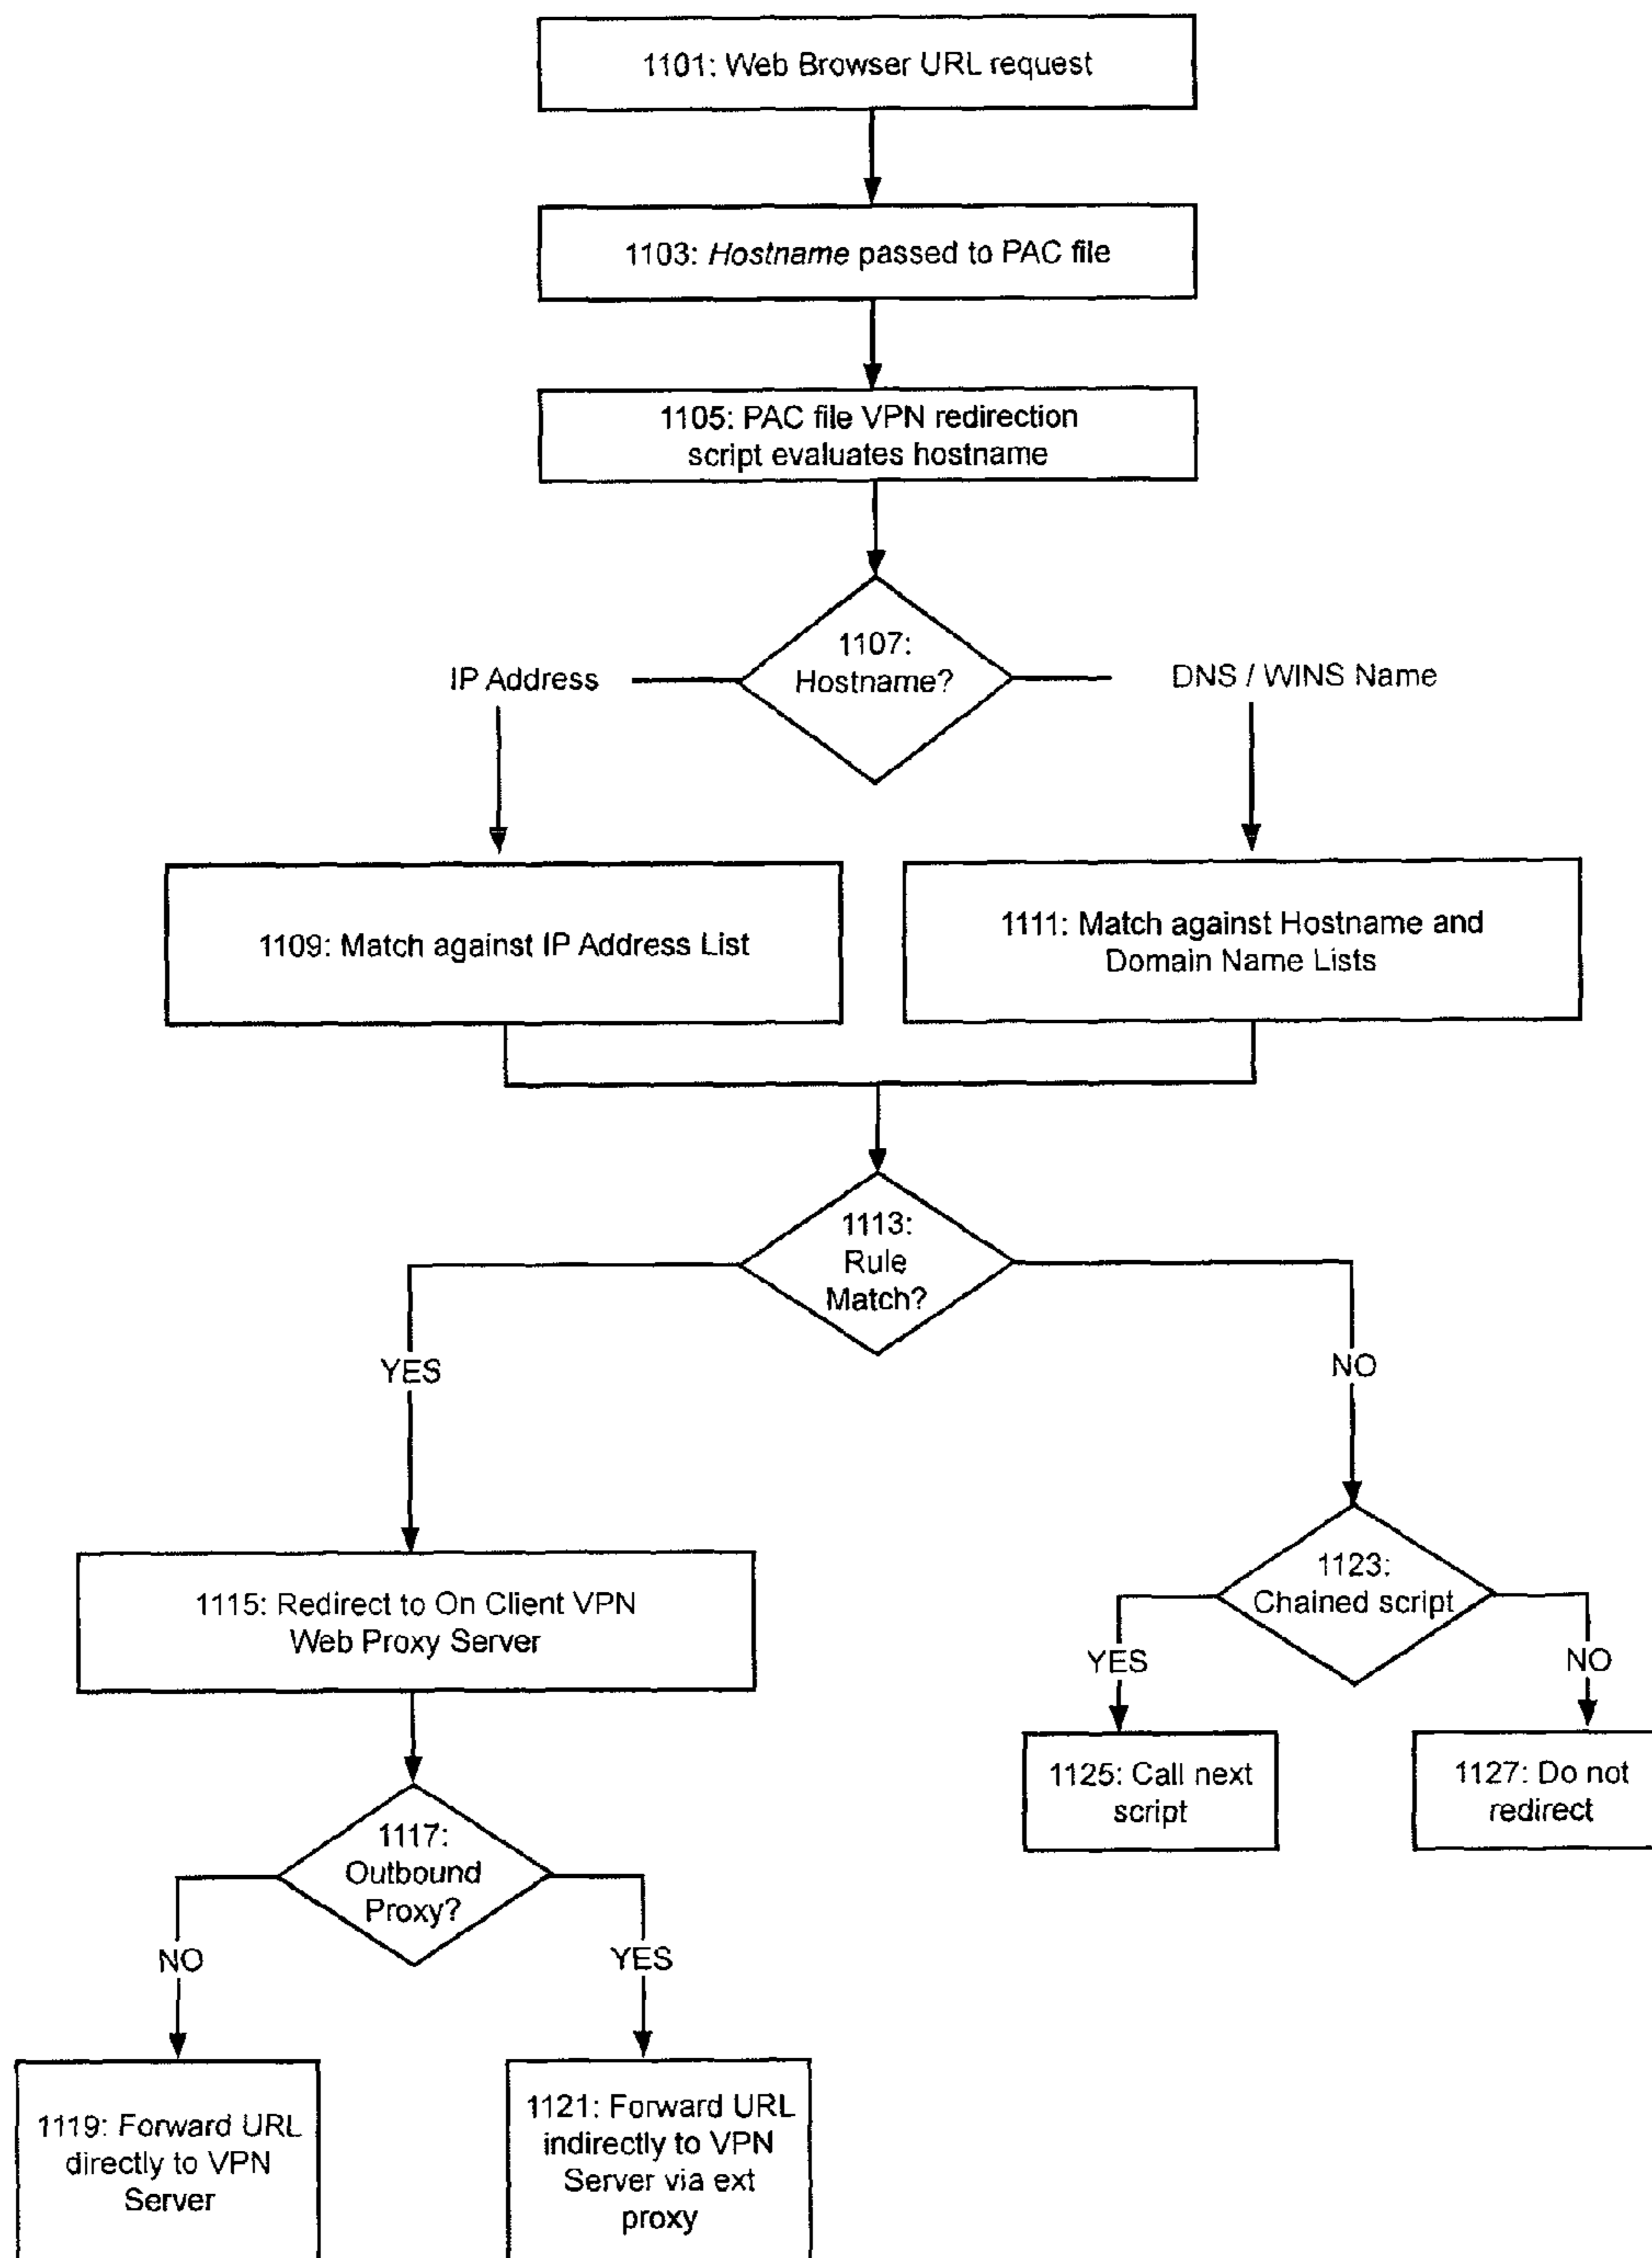 1101: Web Browser URL request
1103: Hostname passed to PAC file
1105: PAC file VPN redirection
script evaluates hostname
1107:
Hostname?
IP Address
DNS / WINS Name
1109: Match against IP Address List
1111: Match against Hostname and
Domain Name Lists
1113:
Rule
Match?
YES
NO
1115: Redirect to On Client VPN
Web Proxy Server
1123:
Chained script
YES
NO
1125: Call next
script
1127: Do not
redirect
1117:
Outbound
Proxy?
NO
YES
1119: Forward URL
directly to VPN
Server
1121: Forward URL
indirectly to VPN
Server via ext
proxy